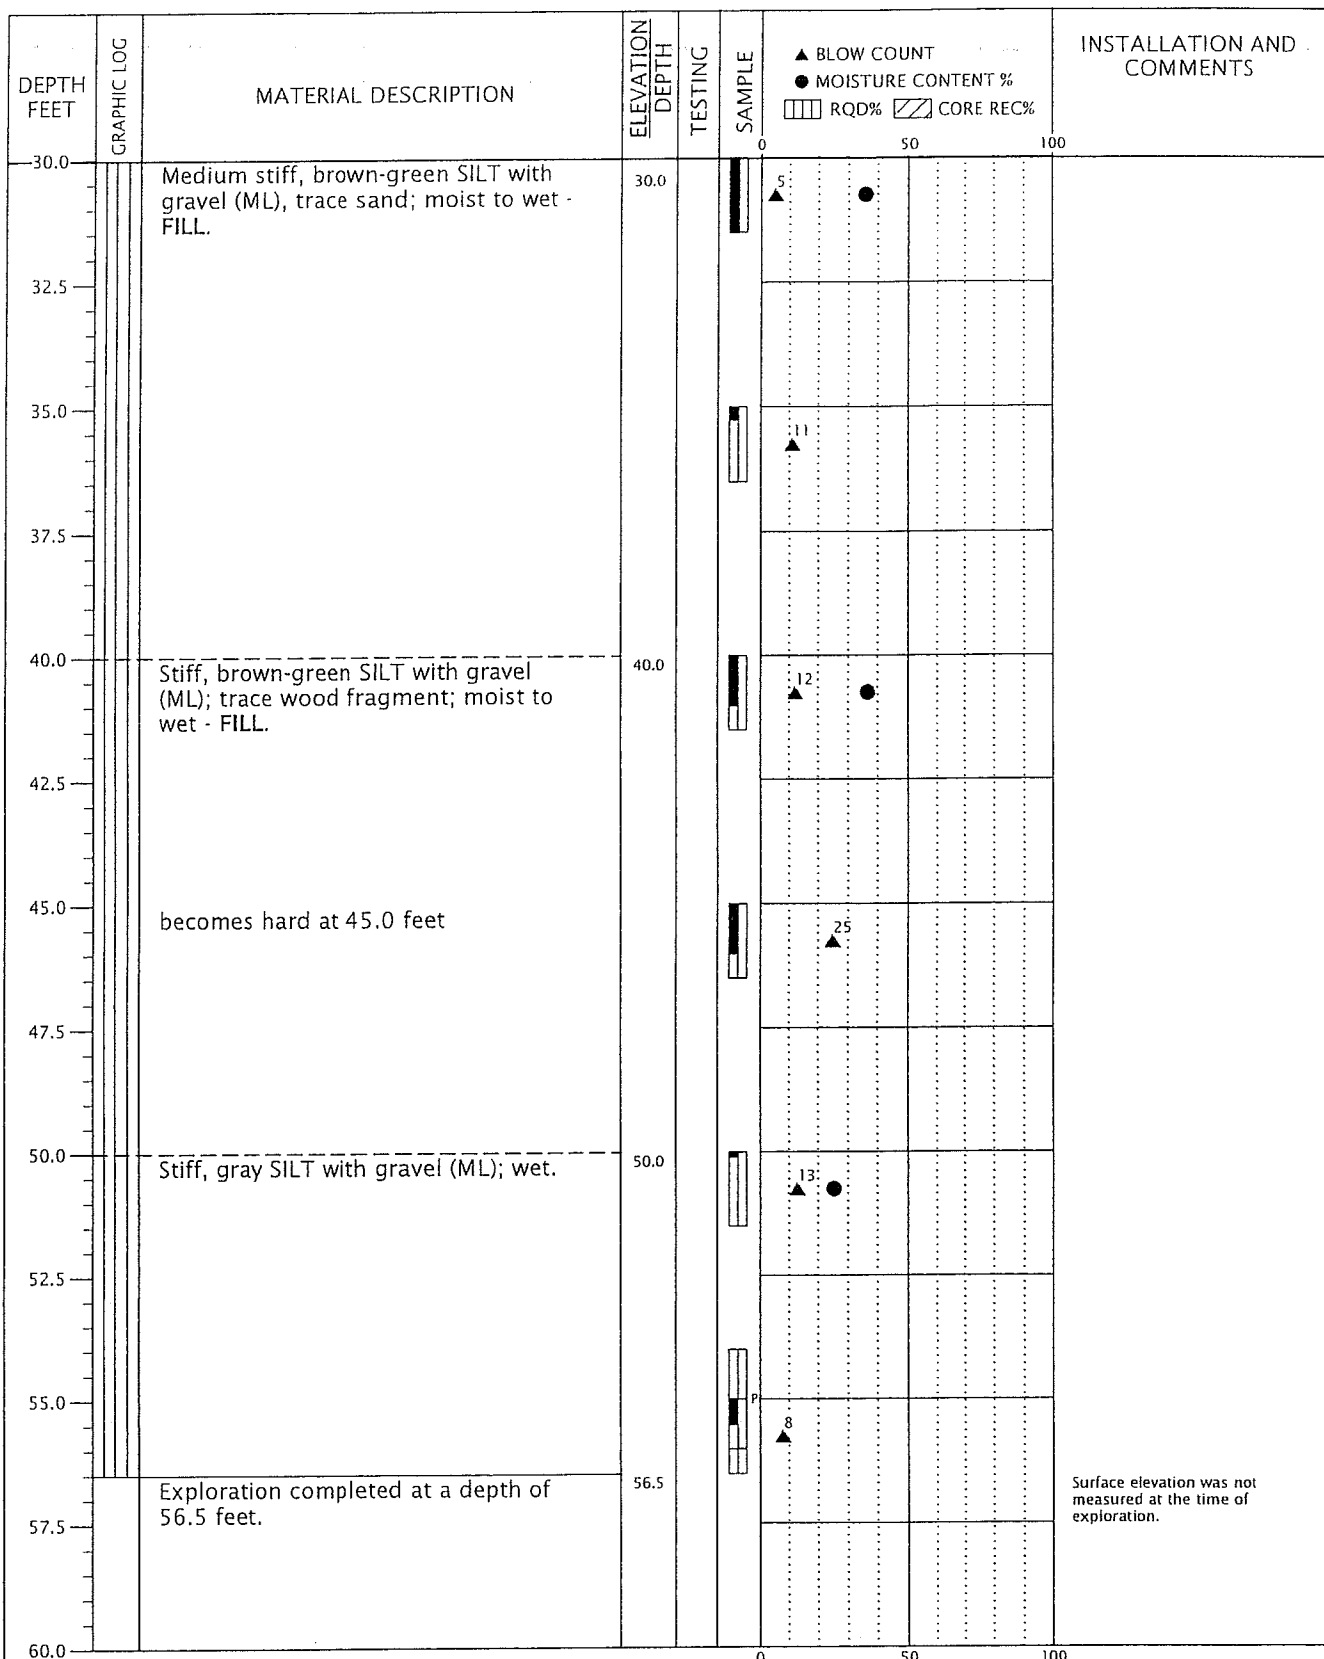 DEPTH
FEET
GRAPHIC LOG
MATERIAL DESCRIPTION
ELEVATION
DEPTH
TESTING
SAMPLE
▲ BLOW COUNT
● MOISTURE CONTENT %
RQD% CORE REC%
INSTALLATION AND
COMMENTS
0 50 100
30.0
Medium stiff, brown-green SILT with
gravel (ML), trace sand; moist to wet -
FILL.
30.0
5
32.5
35.0
11
37.5
40.0
Stiff, brown-green SILT with gravel
(ML); trace wood fragment; moist to
wet - FILL.
40.0
12
42.5
45.0
becomes hard at 45.0 feet
25
47.5
50.0
Stiff, gray SILT with gravel (ML); wet.
50.0
13
52.5
55.0
P
8
Exploration completed at a depth of
56.5 feet.
56.5
Surface elevation was not
measured at the time of
exploration.
57.5
60.0
0 50 100